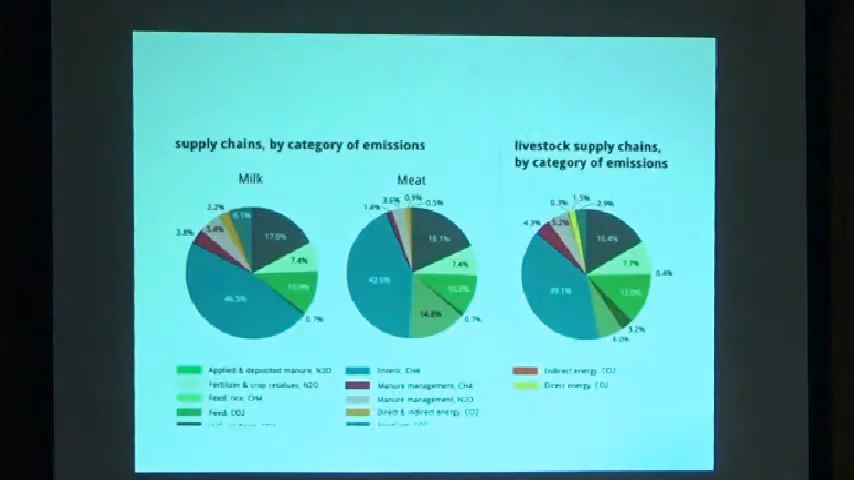 supply chains, by category of emissions
livestock supply chains,
by category of emissions
Milk
Meat
2.2%
6.1%
3.8%
5.4%
17.0%
7.4%
10.9%
46.5%
0.7%
3.6%
0.9%
1.4%
0.5%
18.1%
7.4%
10.2%
42.6%
14.8%
0.7%
0.3%
1.5%
2.9%
4.3%
5.2%
16.4%
7.7%
0.4%
13.0%
39.1%
3.2%
6.0%
Applied & deposited manure, N2O
Fertilizer & crop residues, N2O
Feed: rice, CH4
Feed, CO2
Enteric, CH4
Manure management, CH4
Manure management, N2O
Direct & indirect energy, CO2
Indirect energy, CO2
Direct energy, CO2